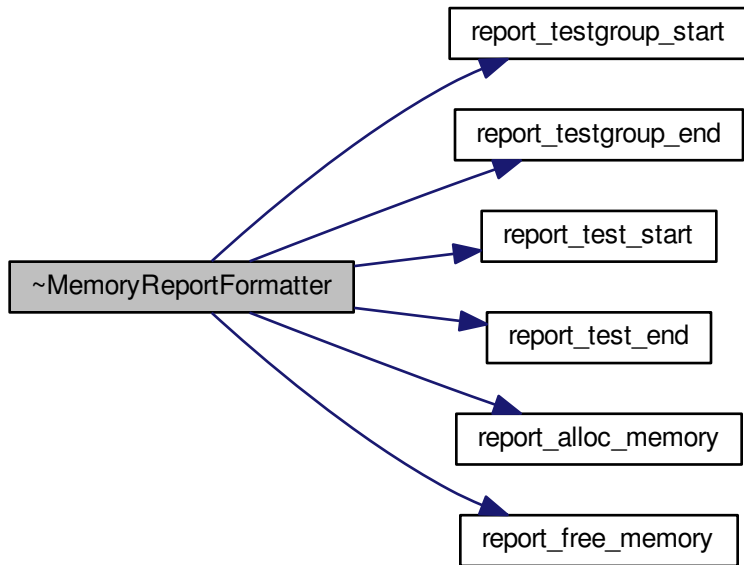 report_testgroup_start
report_testgroup_end
report_test_start
~MemoryReportFormatter
report_test_end
report_alloc_memory
report_free_memory